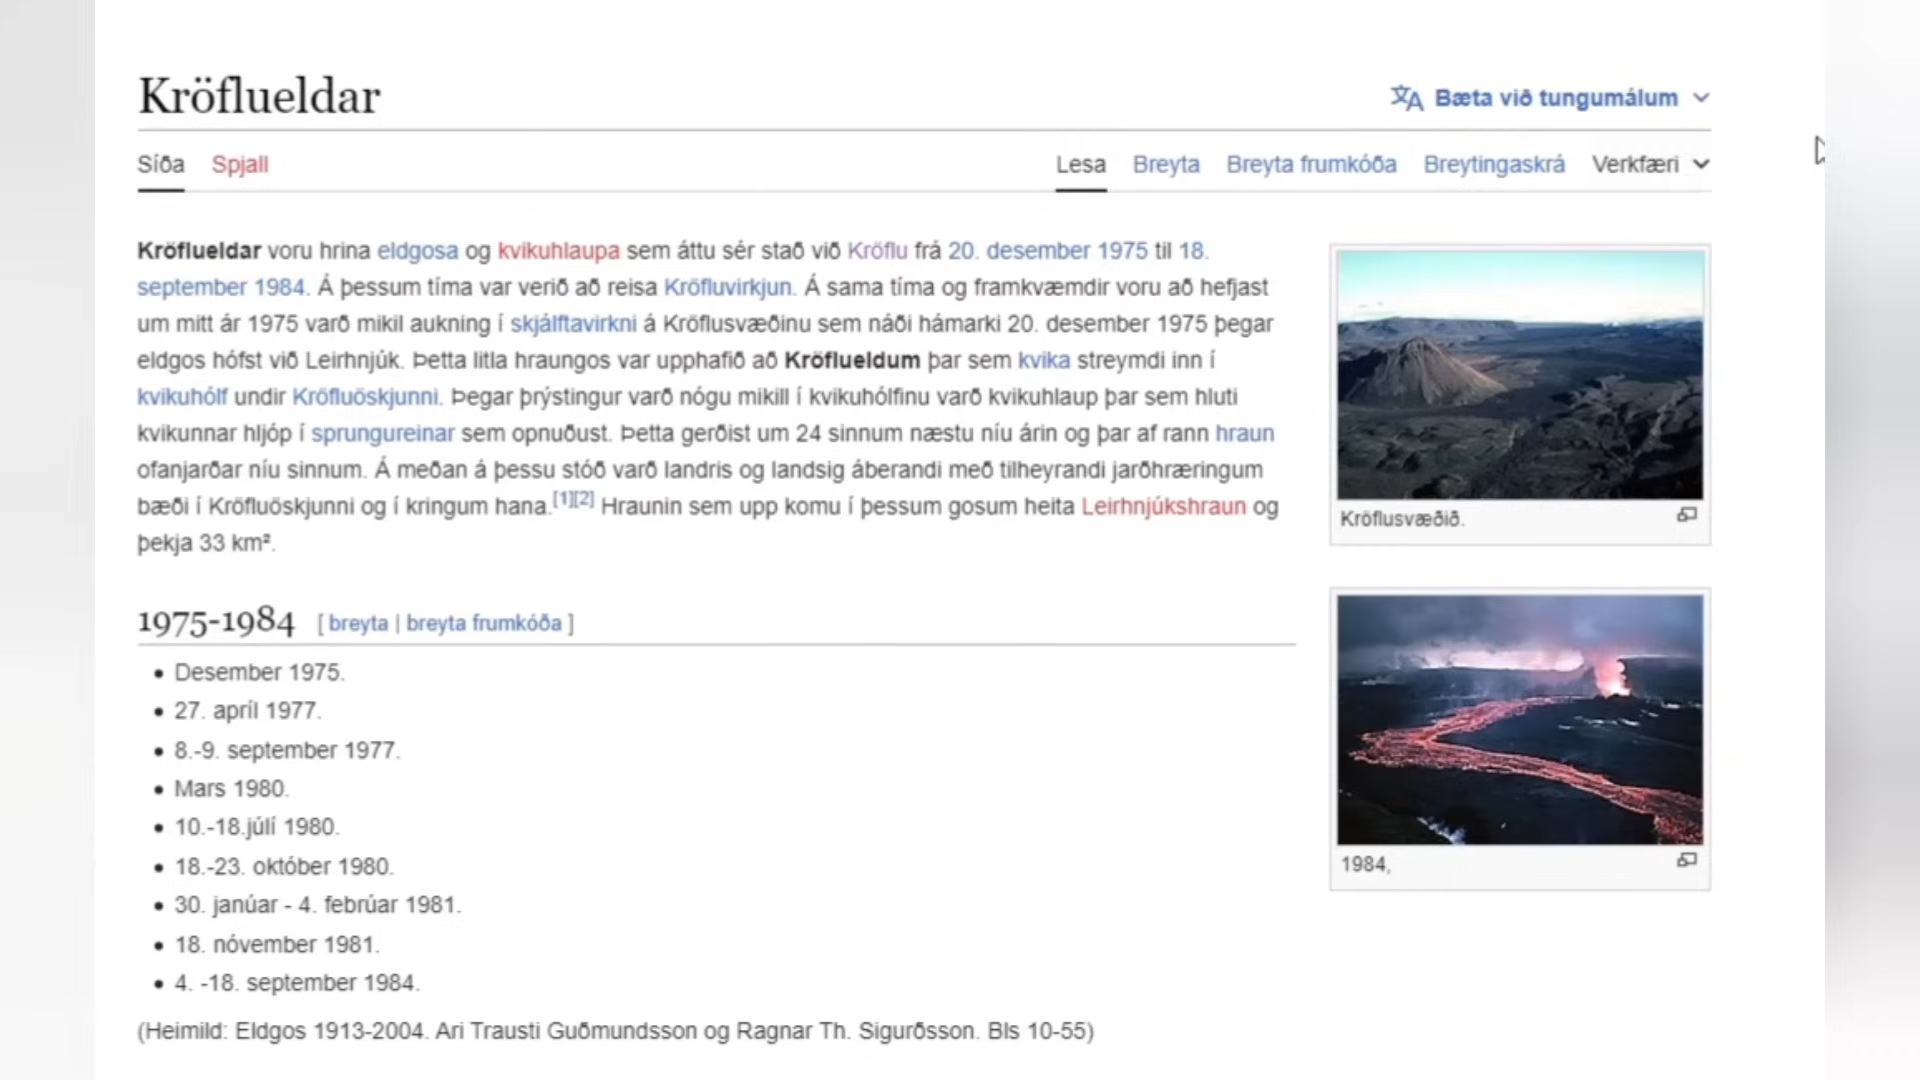 Kröflueldar
Bæta við tungumálum
Síða Spjall
Lesa Breyta Breyta frumkóða Breytingaskrá Verkfæri
Kröflueldar voru hrina eldgosa og kvikuhlaupa sem áttu sér stað við Kröflu frá 20. desember 1975 til 18.
september 1984. Á þessum tíma var verið að reisa Kröfluvirkjun. Á sama tíma og framkvæmdir voru að hefjast
um mitt ár 1975 varð mikil aukning í skjálftavirkni á Kröflusvæðinu sem náði hámarki 20. desember 1975 þegar
eldgos hófst við Leirhnjúk. Þetta litla hraungos var upphafið að Kröflueldum þar sem kvika streymdi inn í
kvikuhólf undir Kröfluöskjunni. Þegar þrýstingur varð nógu mikill í kvikuhólfinu varð kvikuhlaup þar sem hluti
kvikunnar hljóp í sprungureinar sem opnuðust. Þetta gerðist um 24 sinnum næstu níu árin og þar af rann hraun
ofanjarðar níu sinnum. Á meðan á þessu stóð varð landris og landsig áberandi með tilheyrandi jarðhræringum
bæði í Kröfluöskjunni og í kringum hana.[1][2] Hraunin sem upp komu í þessum gosum heita Leirhnjúkshraun og
þekja 33 km².
Kröflusvæðið.
1975-1984 [ breyta | breyta frumkóða ]
• Desember 1975.
• 27. apríl 1977.
• 8.-9. september 1977.
• Mars 1980.
• 10.-18.júlí 1980.
• 18.-23. október 1980.
• 30. janúar - 4. febrúar 1981.
• 18. nóvember 1981.
• 4. -18. september 1984.
1984,
(Heimild: Eldgos 1913-2004. Ari Trausti Guðmundsson og Ragnar Th. Sigurðsson. Bls 10-55)